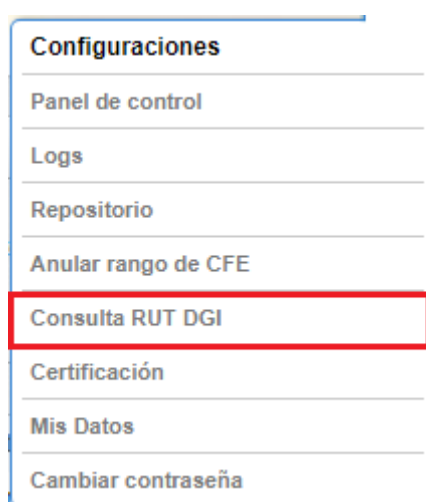 Configuraciones
Panel de control
Logs
Repositorio
Anular rango de CFE
Consulta RUT DGI
Certificación
Mis Datos
Cambiar contraseña